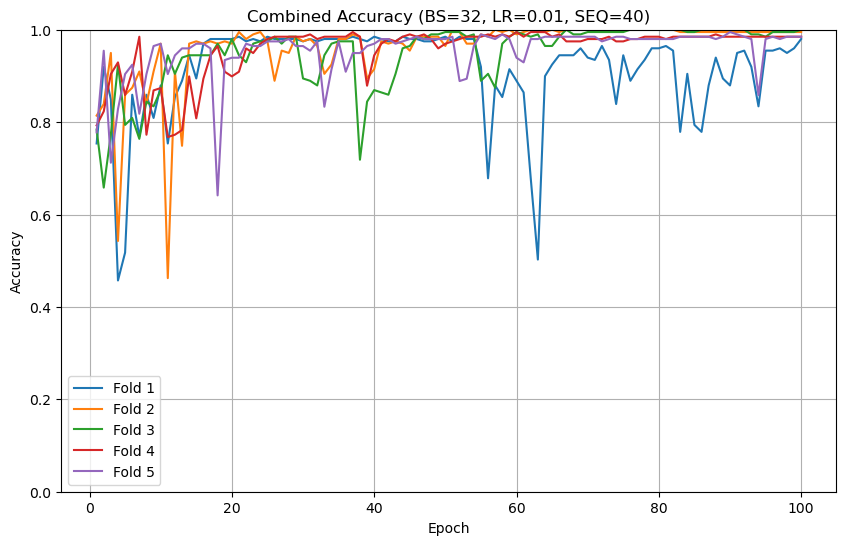 Combined Accuracy (BS=32, LR=0.01, SEQ=40)
1.0
0.8
0.6
0.4
0.2
0.0
Accuracy
Fold 1
Fold 2
Fold 3
Fold 4
Fold 5
0 20 40 60 80 100
Epoch